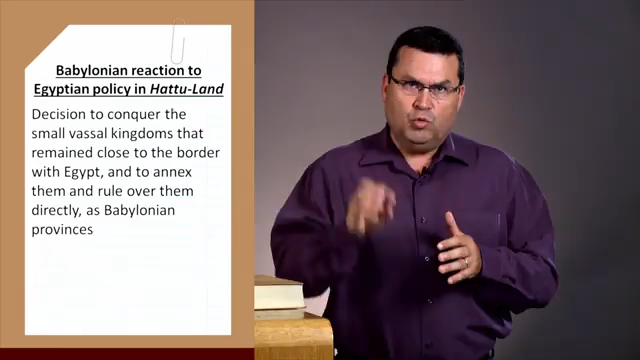 Babylonian reaction to
Egyptian policy in Hattu-Land
Decision to conquer the
small vassal kingdoms that
remained close to the border
with Egypt, and to annex
them and rule over them
directly, as Babylonian
provinces